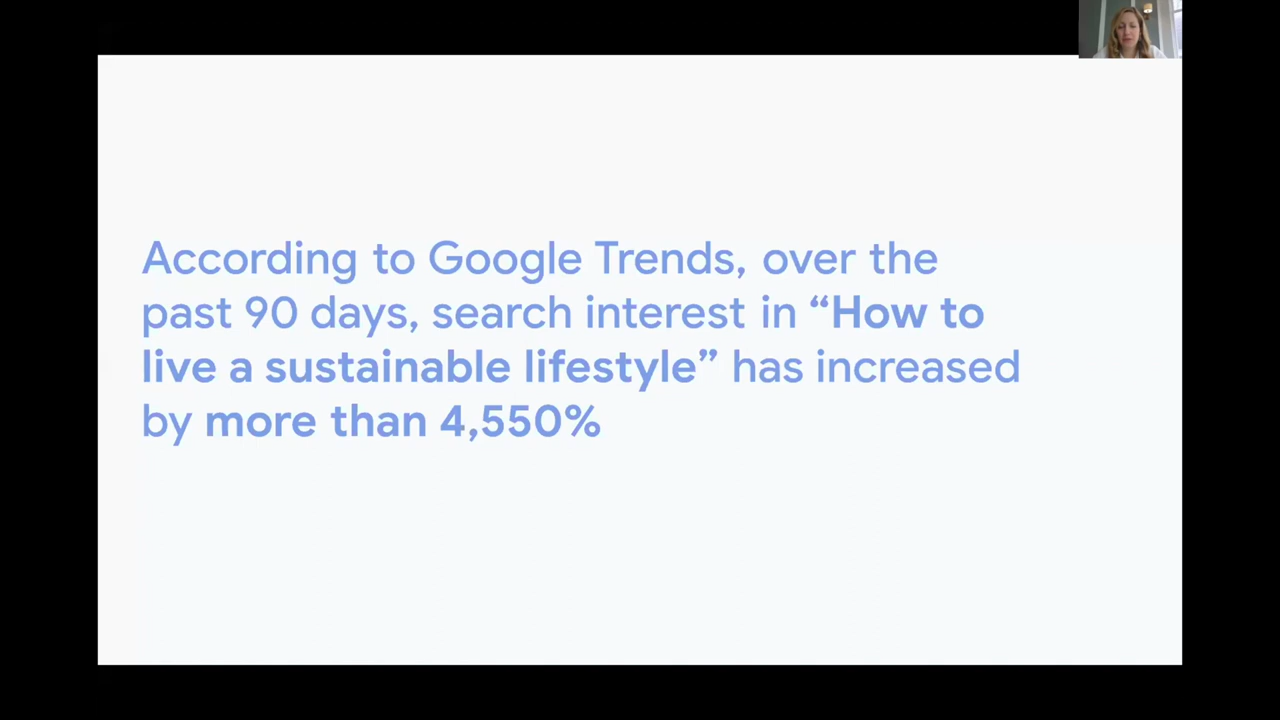 According to Google Trends, over the
past 90 days, search interest in “How to
live a sustainable lifestyle” has increased
by more than 4,550%